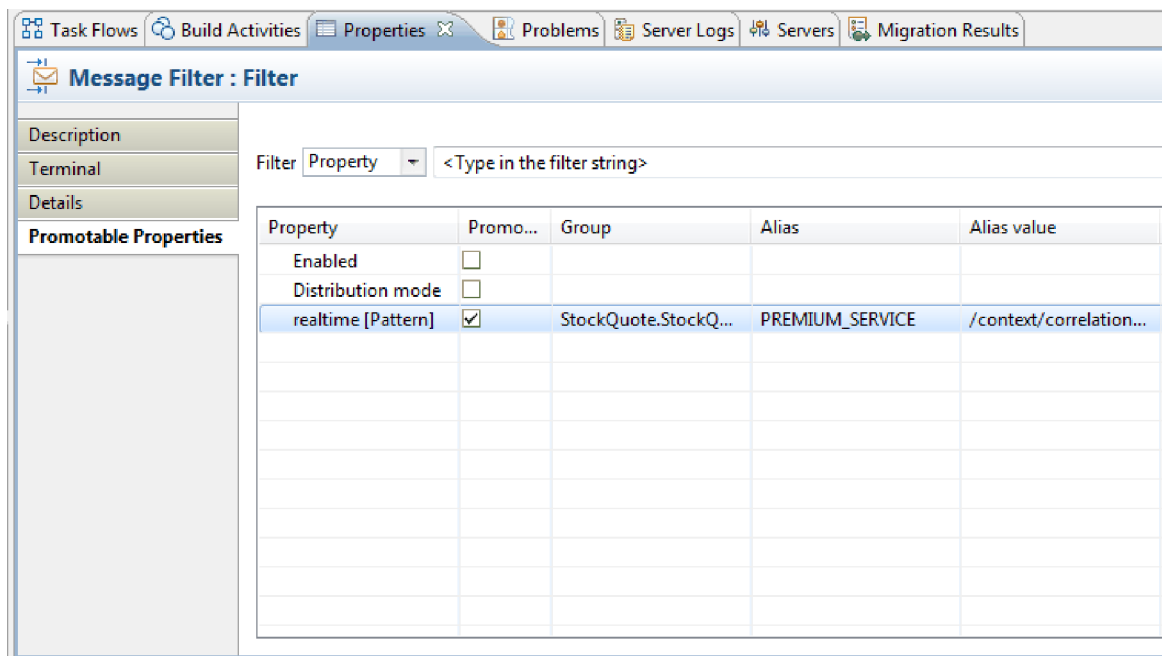 Task Flows Build Activities Properties Problems Server Logs Servers Migration Results
Message Filter : Filter
Description
Terminal
Details
Promotable Properties
Filter Property <Type in the filter string>
Property Promo... Group Alias Alias value
Enabled
Distribution mode
realtime [Pattern] StockQuote.StockQ... PREMIUM_SERVICE /context/correlation...